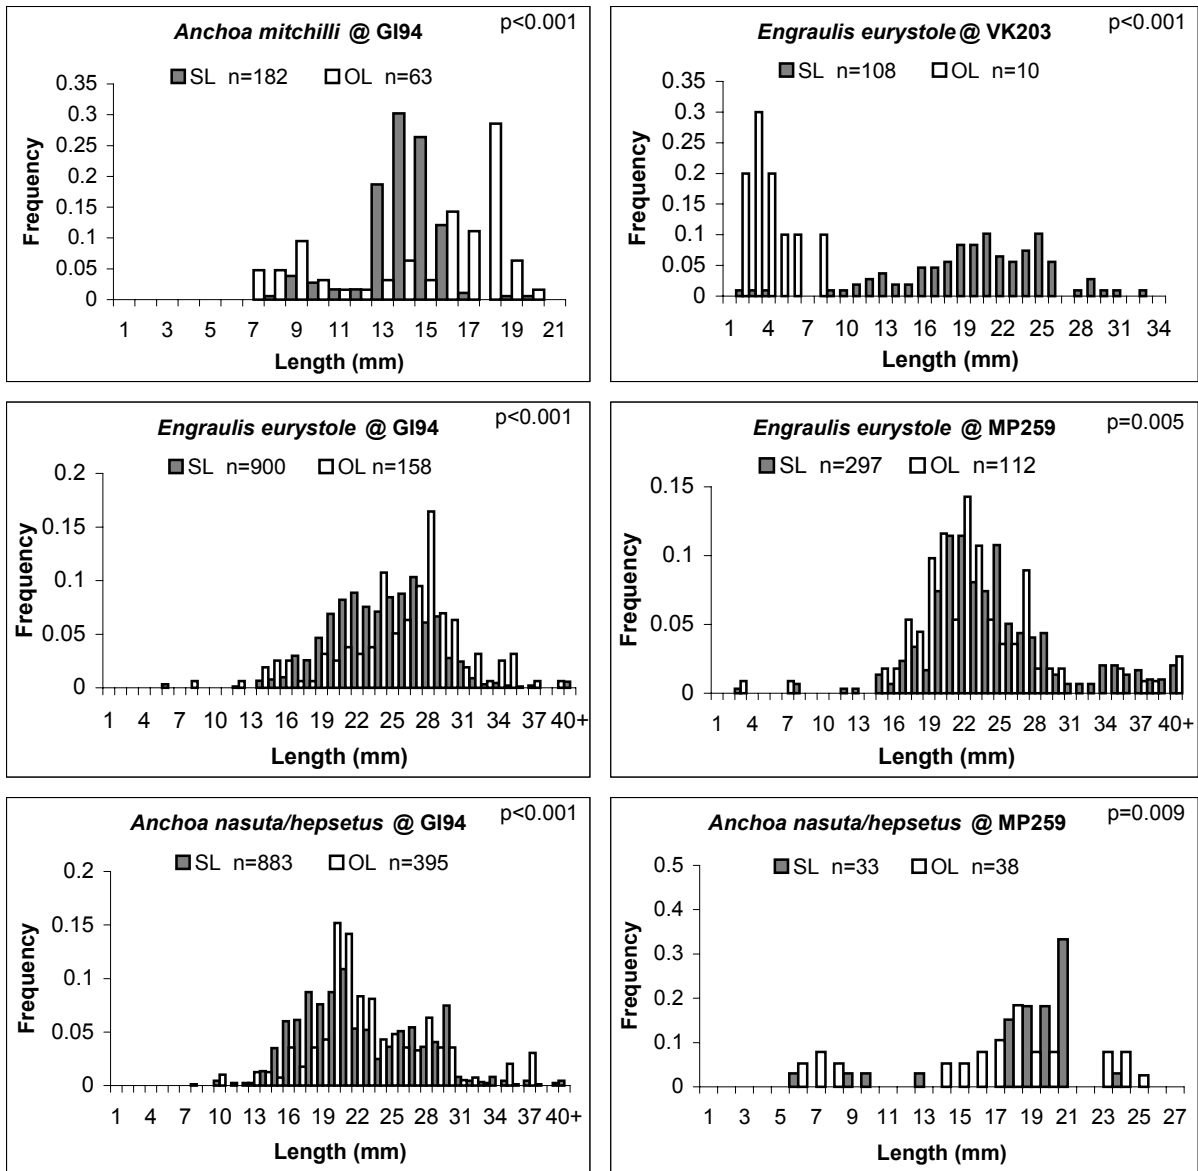 Anchoa mitchilli @ GI94
p<0.001
SL n=182 OL n=63
0.35
0.3
0.25
0.2
0.15
0.1
0.05
0
Frequency
1 3 5 7 9 11 13 15 17 19 21
Length (mm)
Engraulis eurystole @ VK203
p<0.001
SL n=108 OL n=10
0.35
0.3
0.25
0.2
0.15
0.1
0.05
0
Frequency
1 4 7 10 13 16 19 22 25 28 31 34
Length (mm)
Engraulis eurystole @ GI94
p<0.001
SL n=900 OL n=158
0.2
0.15
0.1
0.05
0
Frequency
1 4 7 10 13 16 19 22 25 28 31 34 37 40+
Length (mm)
Engraulis eurystole @ MP259
p=0.005
SL n=297 OL n=112
0.15
0.1
0.05
0
Frequency
1 4 7 10 13 16 19 22 25 28 31 34 37 40+
Length (mm)
Anchoa nasuta/hepsetus @ GI94
p<0.001
SL n=883 OL n=395
0.2
0.15
0.1
0.05
0
Frequency
1 4 7 10 13 16 19 22 25 28 31 34 37 40+
Length (mm)
Anchoa nasuta/hepsetus @ MP259
p=0.009
SL n=33 OL n=38
0.5
0.4
0.3
0.2
0.1
0
Frequency
1 3 5 7 9 11 13 15 17 19 21 23 25 27
Length (mm)